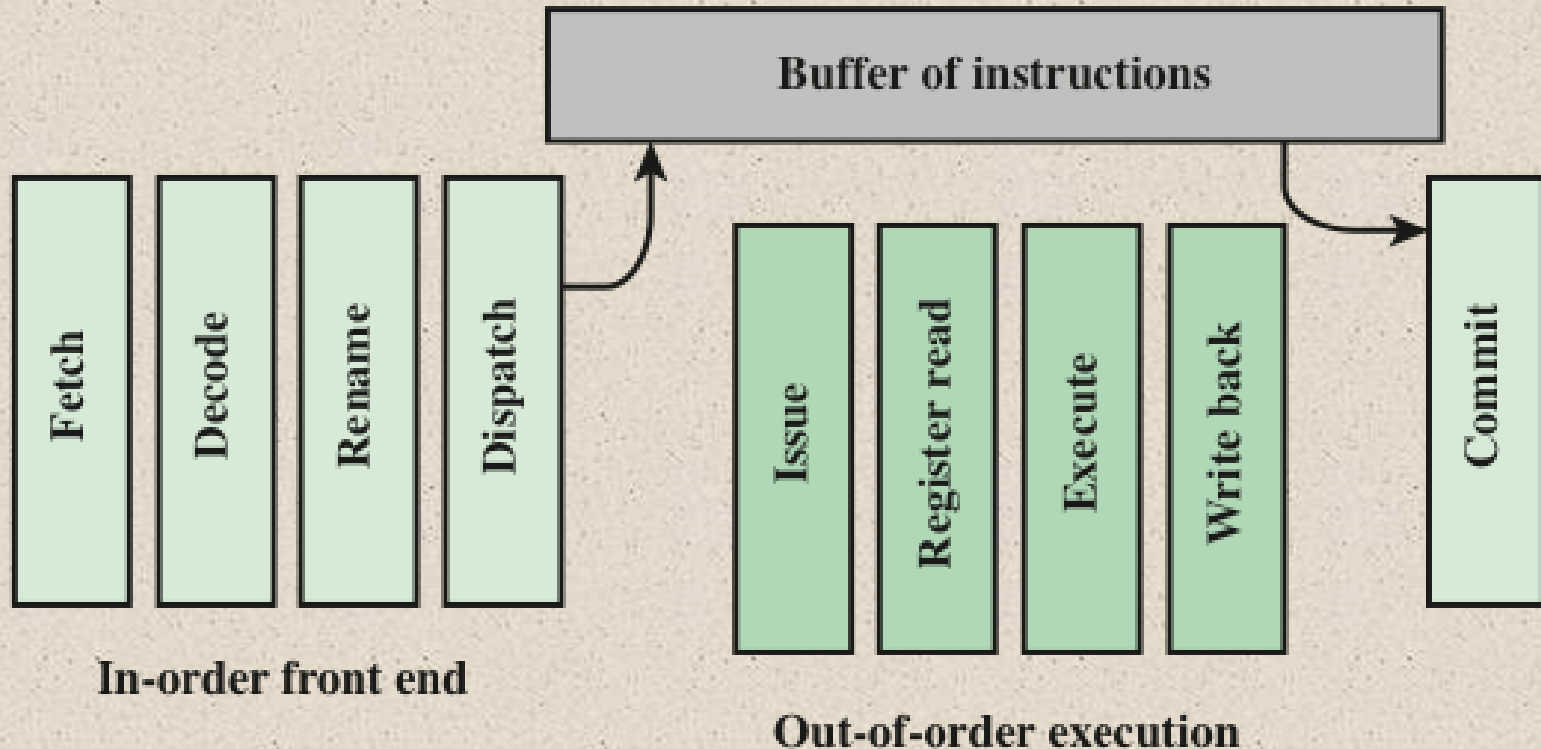 Buffer of instructions
Fetch
Decode
Rename
Dispatch
Issue
Register read
Execute
Write back
Commit
In-order front end
Out-of-order execution